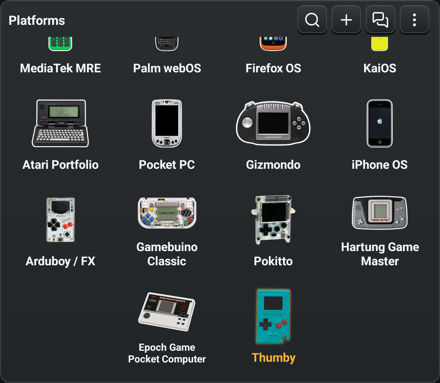 Platforms
MediaTek MRE
Palm webOS
Firefox OS
KaiOS
Atari Portfolio
Pocket PC
Gizmondo
iPhone OS
Arduboy / FX
Gamebuino
Classic
Pokitto
Hartung Game
Master
Epoch Game
Pocket Computer
Thumby